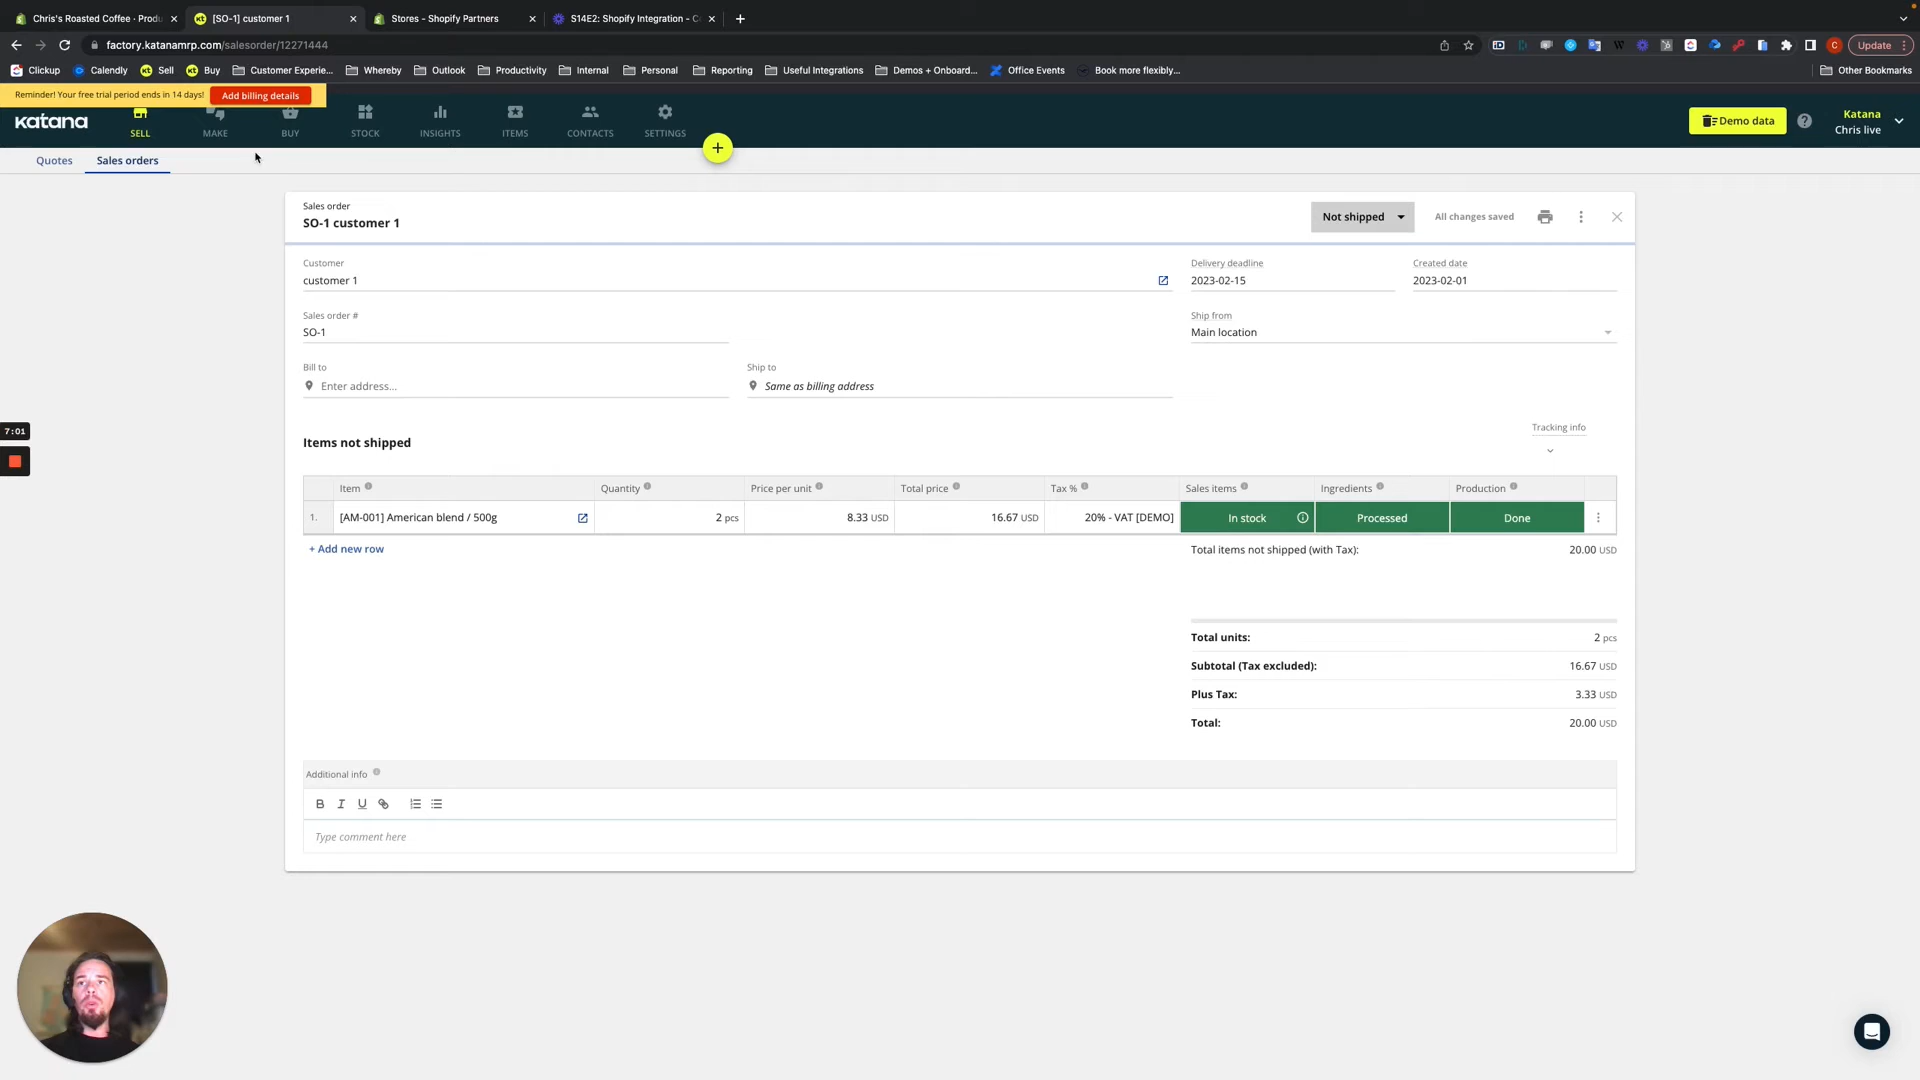 Chris's Roasted Coffee · Produ
[SO-1] customer 1
Stores - Shopify Partners
S14E2: Shopify Integration - C
factory.katanamrp.com/salesorder/12271444
Update
Clickup
Calendly
Sell
Buy
Customer Experie...
Whereby
Outlook
Productivity
Internal
Personal
Reporting
Useful Integrations
Demos + Onboard...
Office Events
Book more flexibly...
Other Bookmarks
Reminder! Your free trial period ends in 14 days!
Add billing details
katana
SELL
MAKE
BUY
STOCK
INSIGHTS
ITEMS
CONTACTS
SETTINGS
Demo data
Katana
Chris live
Quotes
Sales orders
Sales order
SO-1 customer 1
Not shipped
All changes saved
Customer
customer 1
Delivery deadline
2023-02-15
Created date
2023-02-01
Sales order #
SO-1
Ship from
Main location
Bill to
Enter address...
Ship to
Same as billing address
7:01
Items not shipped
Tracking info
Item
Quantity
Price per unit
Total price
Tax %
Sales items
Ingredients
Production
1.
[AM-001] American blend / 500g
2 pcs
8.33 USD
16.67 USD
20% - VAT [DEMO]
In stock
Processed
Done
+ Add new row
Total items not shipped (with Tax):
20.00 USD
Total units:
2 pcs
Subtotal (Tax excluded):
16.67 USD
Plus Tax:
3.33 USD
Total:
20.00 USD
Additional info
B I U
Type comment here